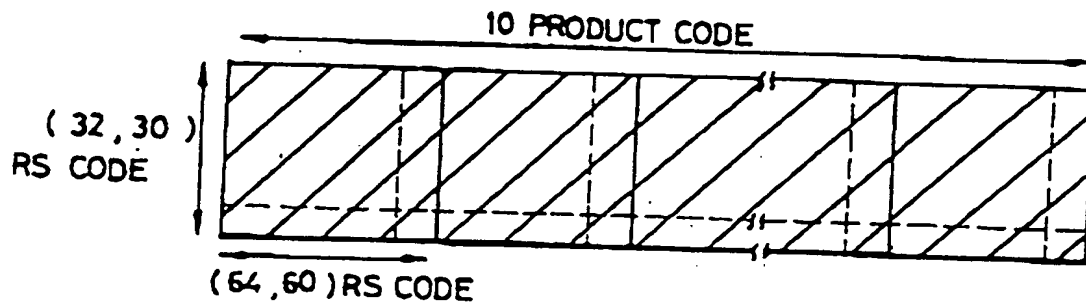 10 PRODUCT CODE
( 32 , 30 )
RS CODE
( 64 , 60 ) RS CODE